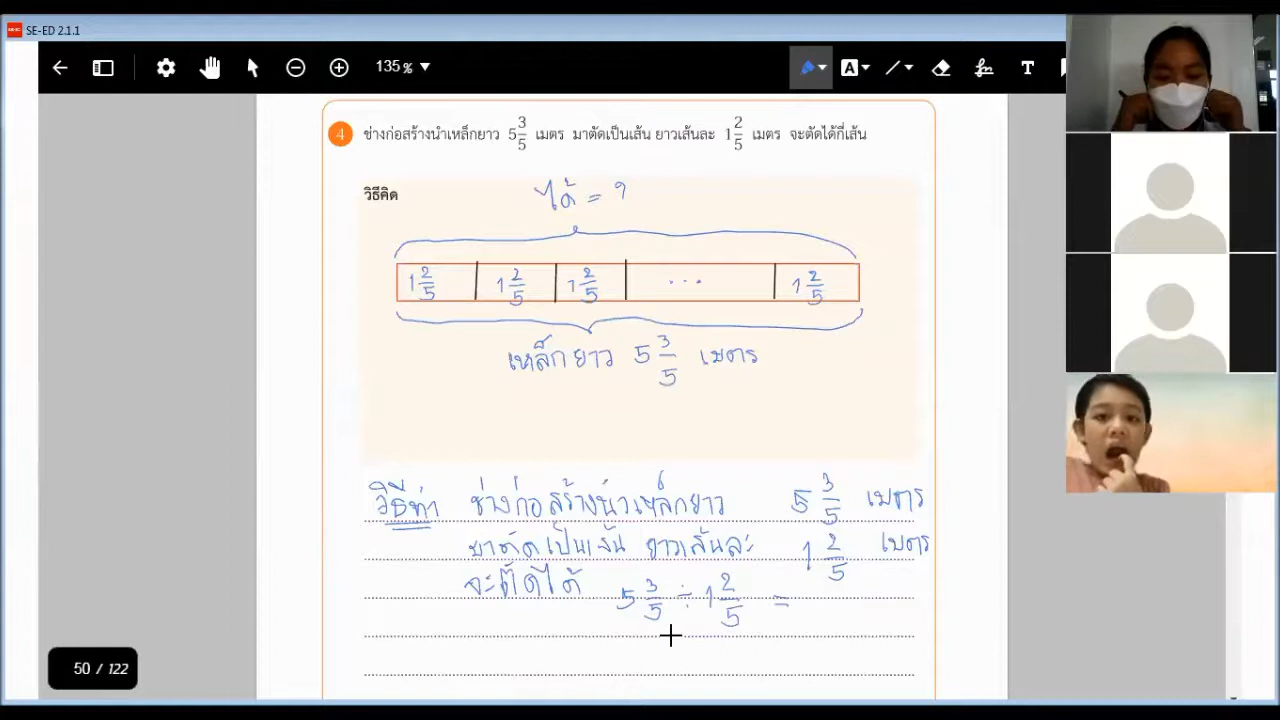 SE-ED 2.1.1
135 %
4 ช่างก่อสร้างนำเหล็กยาว 5 3/5 เมตร มาตัดเป็นเส้น ยาวเส้นละ 1 2/5 เมตร จะตัดได้กี่เส้น
วิธีคิด
ได้ = ?
1 2/5 1 2/5 1 2/5 ... 1 2/5
เหล็กยาว 5 3/5 เมตร
วิธีทำ ช่างก่อสร้างนำเหล็กยาว 5 3/5 เมตร
มาตัดเป็นเส้น ยาวเส้นละ 1 2/5 เมตร
จะตัดได้ 5 3/5 ÷ 1 2/5 =
50 / 122